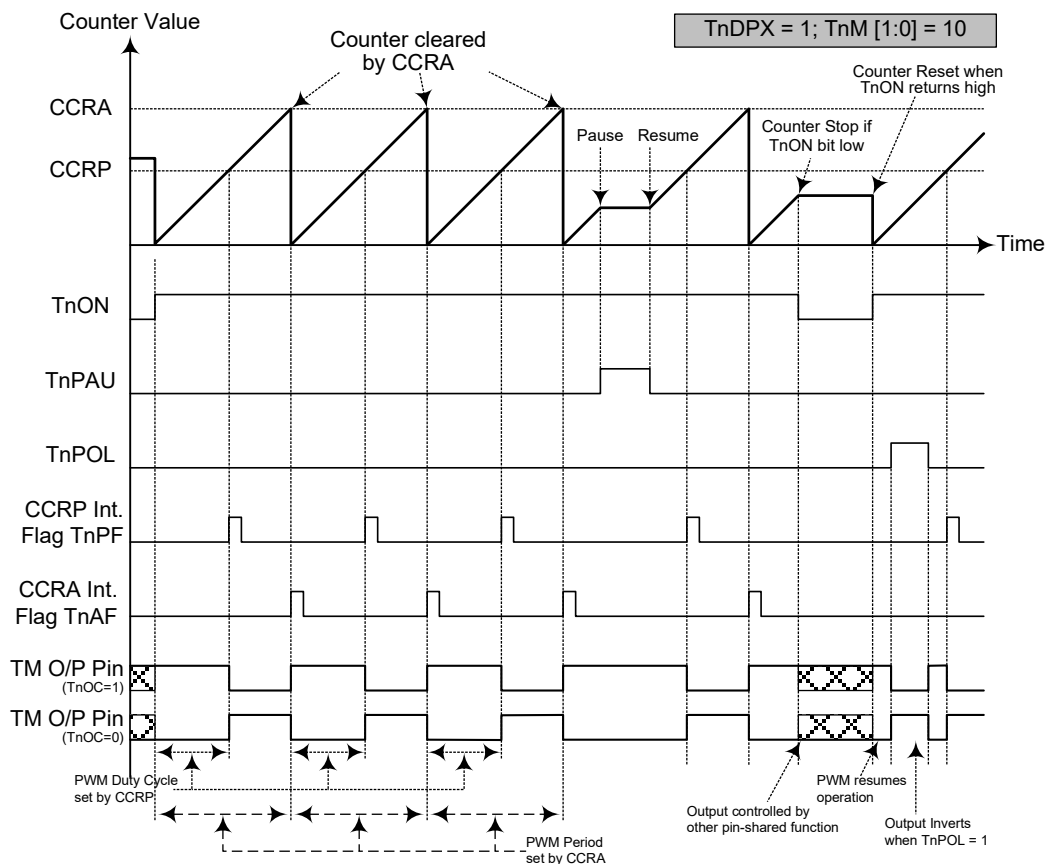 Counter Value
TnDPX = 1; TnM [1:0] = 10
Counter cleared
by CCRA
Counter Reset when
TnON returns high
CCRA
Pause
Resume
Counter Stop if
TnON bit low
CCRP
Time
TnON
TnPAU
TnPOL
CCRP Int.
Flag TnPF
CCRA Int.
Flag TnAF
TM O/P Pin
(TnOC=1)
TM O/P Pin
(TnOC=0)
PWM Duty Cycle
set by CCRP
PWM Period
set by CCRA
Output controlled by
other pin-shared function
PWM resumes
operation
Output Inverts
when TnPOL = 1